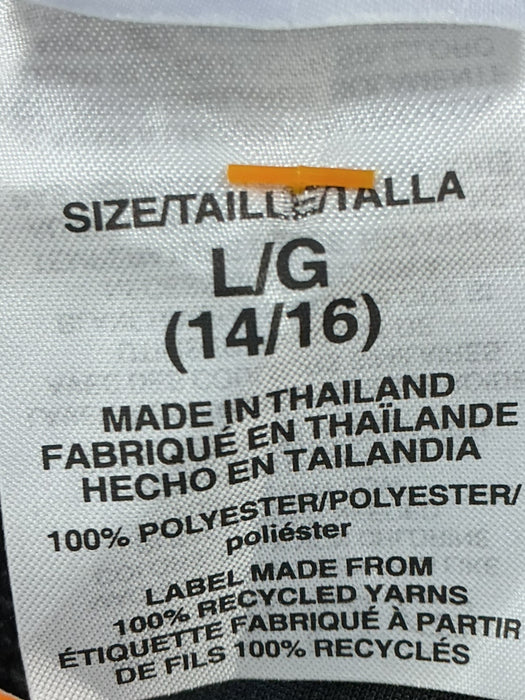 SIZE/TAILLE/TALLA
L/G
(14/16)
MADE IN THAILAND
FABRIQUÉ EN THAÏLANDE
HECHO EN TAILANDIA
100% POLYESTER/POLYESTER/
poliéster
LABEL MADE FROM
100% RECYCLED YARNS
ÉTIQUETTE FABRIQUÉ À PARTIR
DE FILS 100% RECYCLÉS